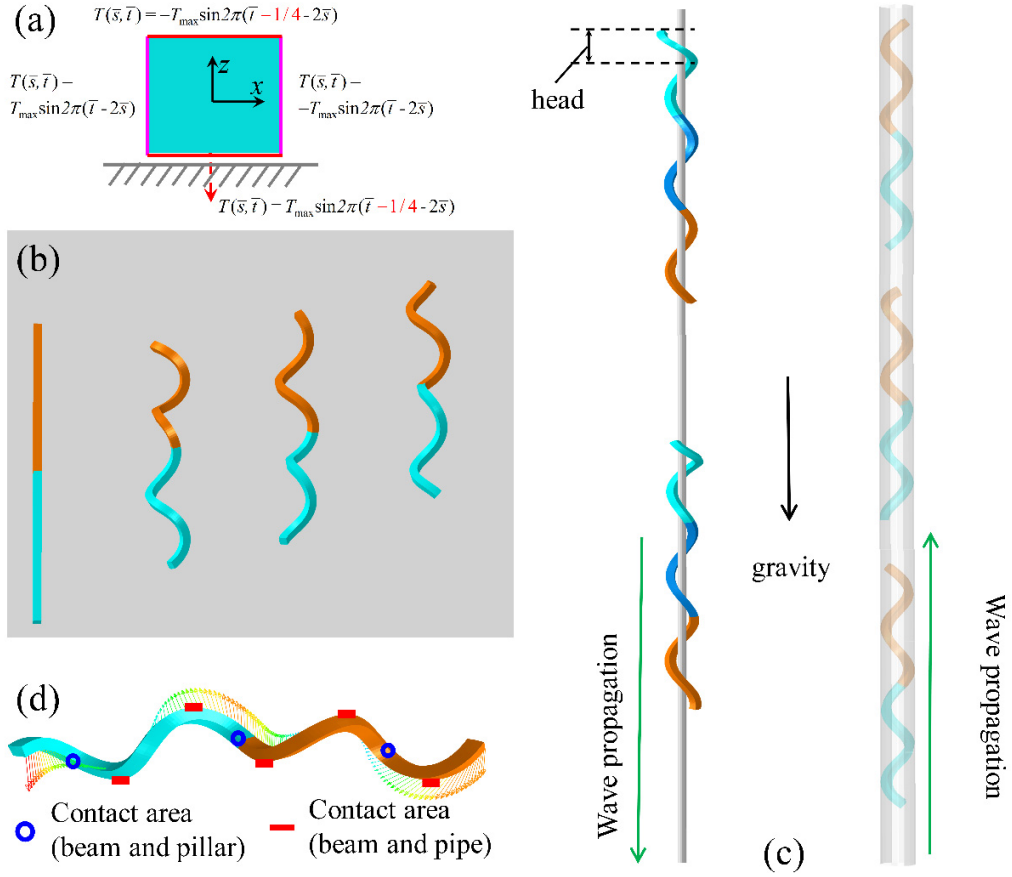 (a)
T(s̅, t̅) = −T_max sin2π(t̅ −1/4 - 2s̅)
T(s̅, t̅) −
T_max sin2π(t̅ - 2s̅)
z
x
T(s̅, t̅) −
−T_max sin2π(t̅ - 2s̅)
T(s̅, t̅) − T_max sin2π(t̅ −1/4 - 2s̅)
(b)
head
gravity
Wave propagation
Wave propagation
(c)
(d)
Contact area
(beam and pillar)
Contact area
(beam and pipe)